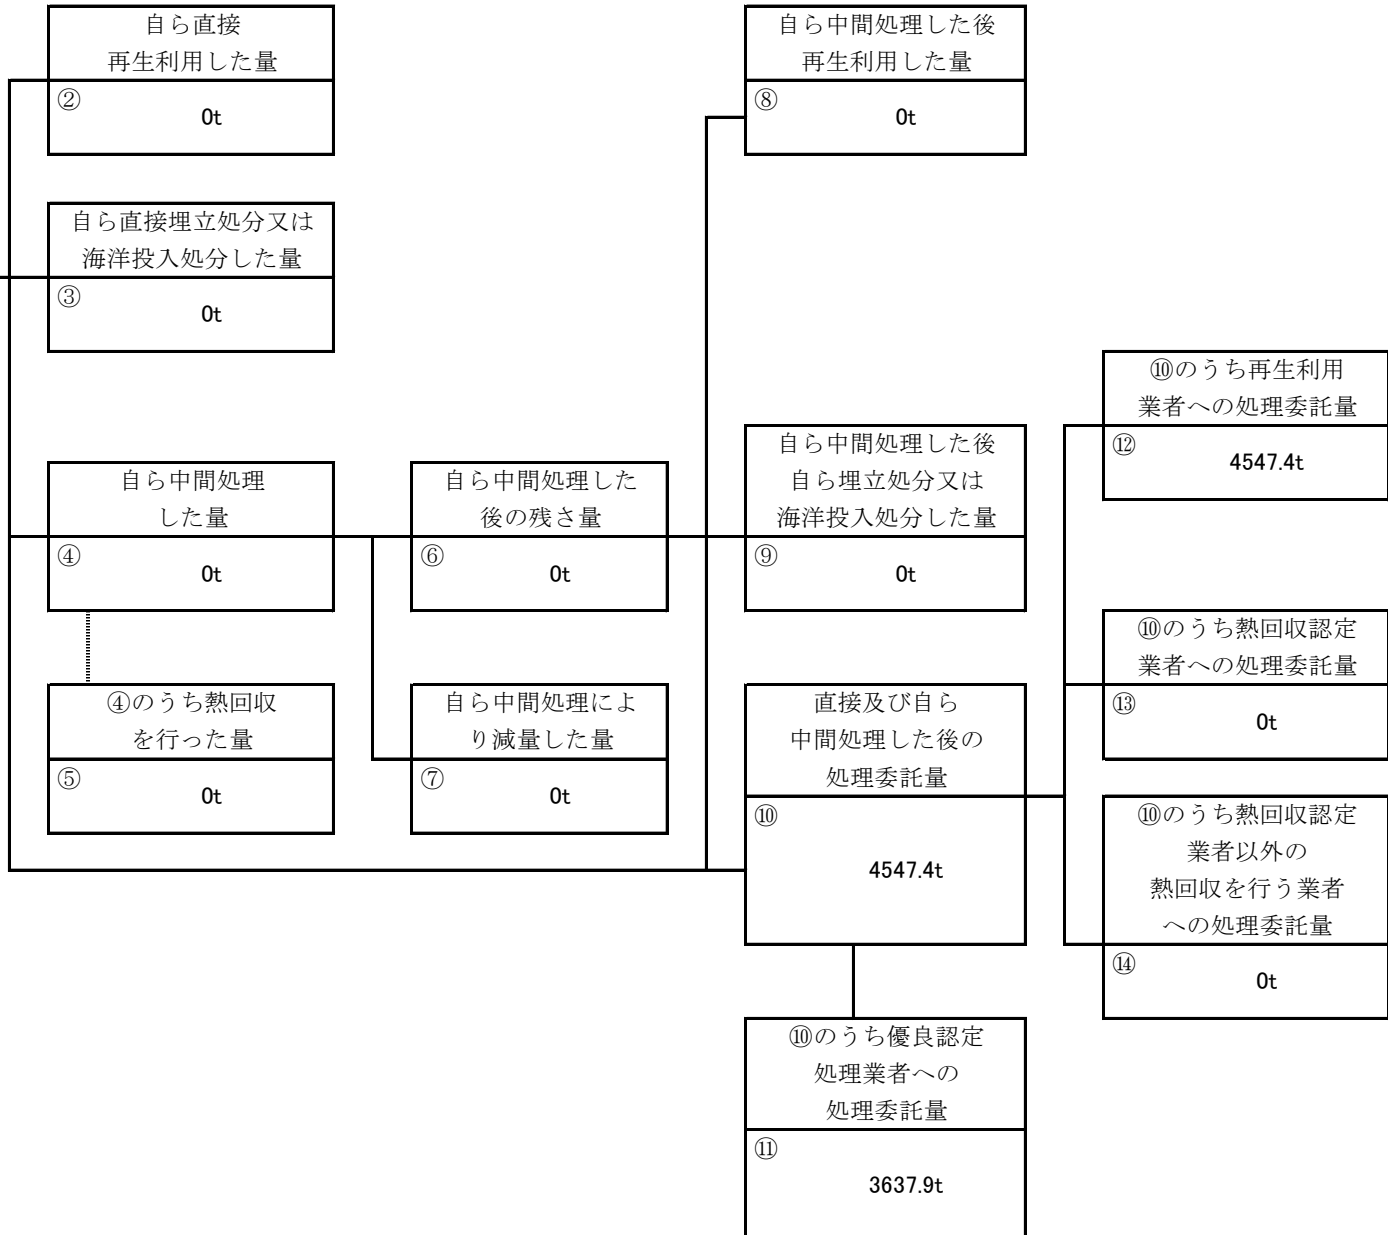 自ら直接
再生利用した量
②
0t
自ら中間処理した後
再生利用した量
⑧
0t
自ら直接埋立処分又は
海洋投入処分した量
③
0t
⑩のうち再生利用
業者への処理委託量
⑫
4547.4t
自ら中間処理
した量
④
0t
自ら中間処理した
後の残さ量
⑥
0t
自ら中間処理した後
自ら埋立処分又は
海洋投入処分した量
⑨
0t
⑩のうち熱回収認定
業者への処理委託量
⑬
0t
④のうち熱回収
を行った量
⑤
0t
自ら中間処理によ
り減量した量
⑦
0t
直接及び自ら
中間処理した後の
処理委託量
⑩
4547.4t
⑩のうち熱回収認定
業者以外の
熱回収を行う業者
への処理委託量
⑭
0t
⑩のうち優良認定
処理業者への
処理委託量
⑪
3637.9t